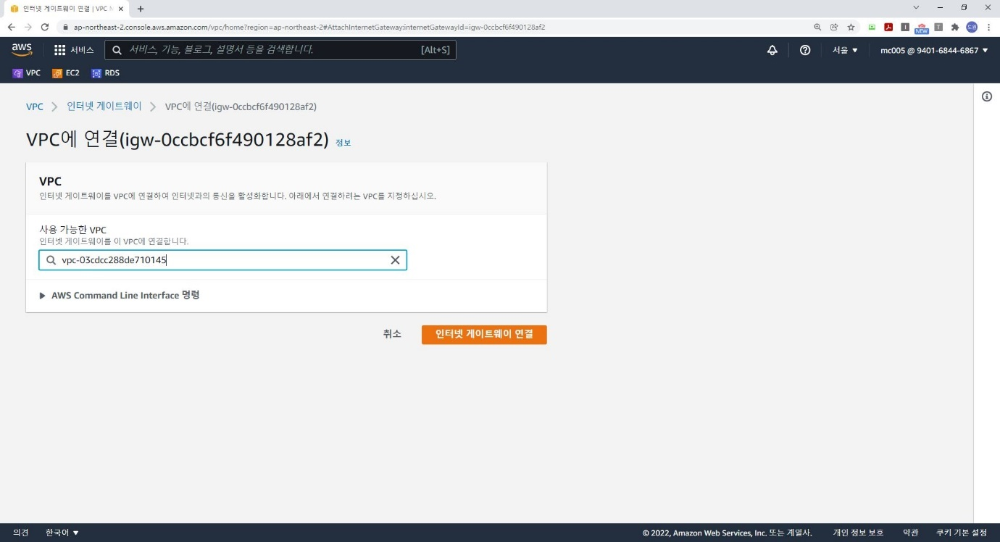 인터넷 게이트웨이 연결 | VPC M
ap-northeast-2.console.aws.amazon.com/vpc/home?region=ap-northeast-2#AttachInternetGateway:internetGatewayId=igw-0ccbcf6f490128af2
NEW
도원
aws
서비스
서비스, 기능, 블로그, 설명서 등을 검색합니다.
[Alt+S]
서울 ▼
mc005 @ 9401-6844-6867 ▼
VPC
EC2
RDS
VPC > 인터넷 게이트웨이 > VPC에 연결(igw-0ccbcf6f490128af2)
VPC에 연결(igw-0ccbcf6f490128af2) 정보
VPC
인터넷 게이트웨이를 VPC에 연결하여 인터넷과의 통신을 활성화합니다. 아래에서 연결하려는 VPC를 지정하십시오.
사용 가능한 VPC
인터넷 게이트웨이를 이 VPC에 연결합니다.
vpc-03cdcc288de710145
▶ AWS Command Line Interface 명령
취소
인터넷 게이트웨이 연결
의견
한국어 ▼
© 2022, Amazon Web Services, Inc. 또는 계열사.
개인 정보 보호
약관
쿠키 기본 설정